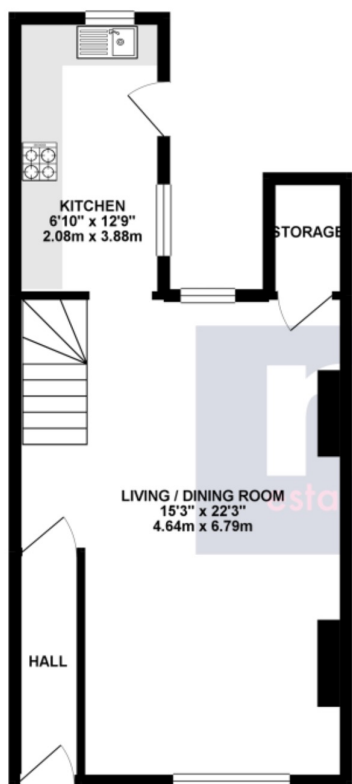 KITCHEN
6'10" x 12'9"
2.08m x 3.88m
STORAGE
LIVING / DINING ROOM
15'3" x 22'3"
4.64m x 6.79m
HALL